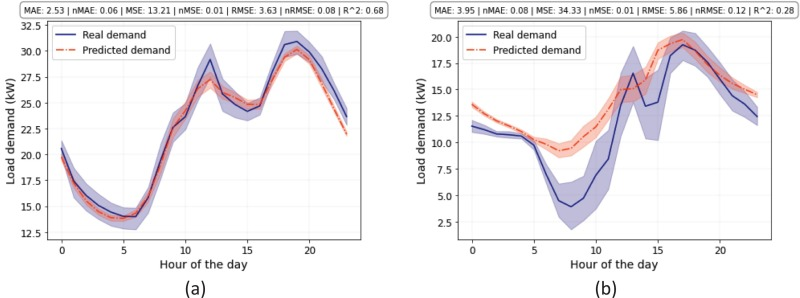 MAE: 2.53 | nMAE: 0.06 | MSE: 13.21 | nMSE: 0.01 | RMSE: 3.63 | nRMSE: 0.08 | R^2: 0.68
Real demand
Predicted demand
Load demand (kW)
32.5
30.0
27.5
25.0
22.5
20.0
17.5
15.0
12.5
0 5 10 15 20
Hour of the day
(a)
MAE: 3.95 | nMAE: 0.08 | MSE: 34.33 | nMSE: 0.01 | RMSE: 5.86 | nRMSE: 0.12 | R^2: 0.28
Real demand
Predicted demand
Load demand (kW)
20.0
17.5
15.0
12.5
10.0
7.5
5.0
2.5
0 5 10 15 20
Hour of the day
(b)